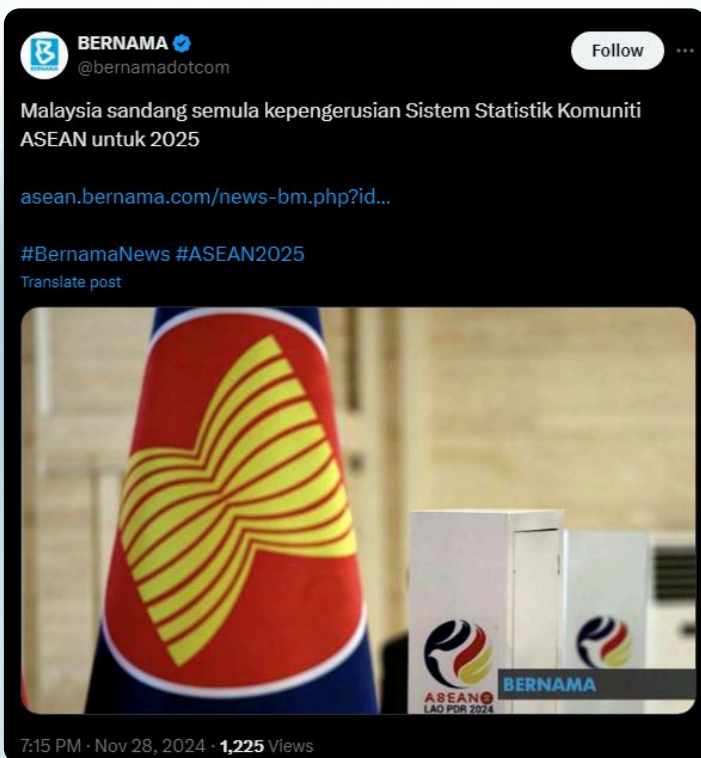 BERNAMA
@bernamadotcom
Follow
Malaysia sandang semula kepengerusian Sistem Statistik Komuniti
ASEAN untuk 2025
asean.bernama.com/news-bm.php?id...
#BernamaNews #ASEAN2025
Translate post
ASEAN
LAO PDR 2024
BERNAMA
7:15 PM · Nov 28, 2024 · 1,225 Views